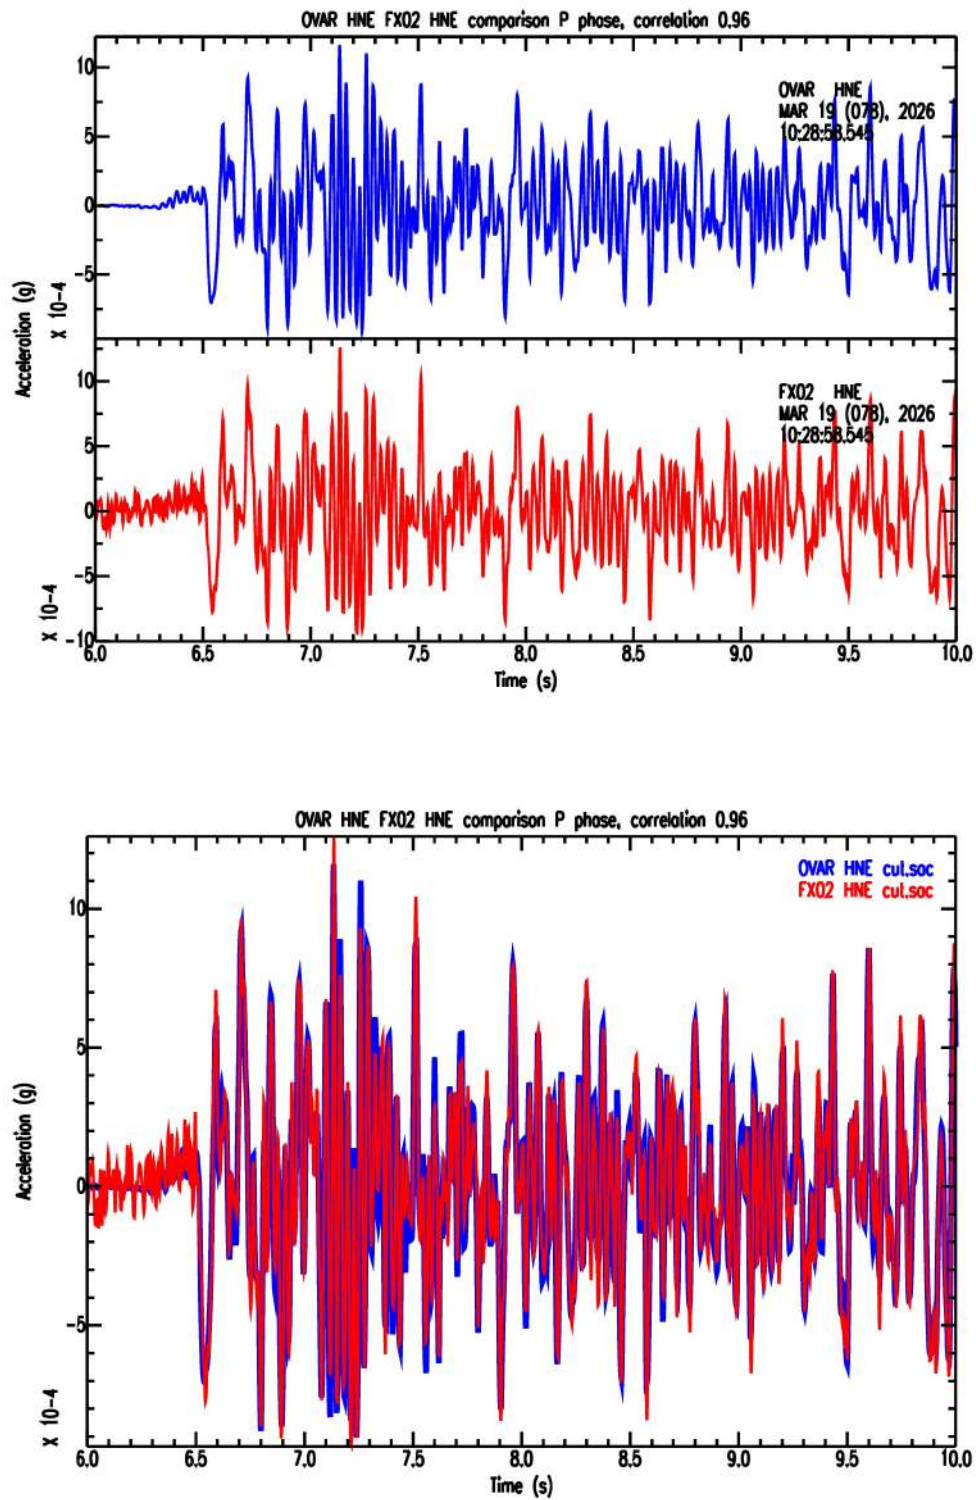 OVAR HNE FX02 HNE comparison P phase, correlation 0.96
10
5
0
-5
Acceleration (g)
X 10-4
OVAR HNE
MAR 19 (078), 2026
10:28:58.545
10
5
0
-5
-10
X 10-4
FX02 HNE
MAR 19 (078), 2026
10:28:58.545
6.0 6.5 7.0 7.5 8.0 8.5 9.0 9.5 10.0
Time (s)
OVAR HNE FX02 HNE comparison P phase, correlation 0.96
OVAR HNE cut.soc
FX02 HNE cut.soc
10
5
0
-5
Acceleration (g)
X 10-4
6.0 6.5 7.0 7.5 8.0 8.5 9.0 9.5 10.0
Time (s)